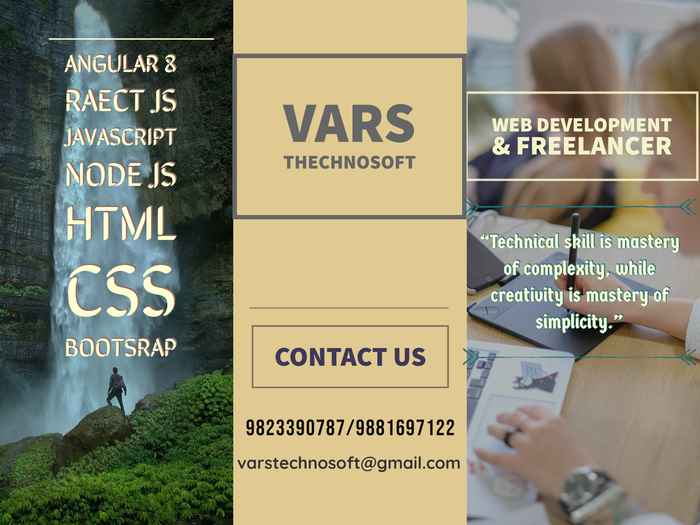 ANGULAR 8
RAECT JS
JAVASCRIPT
NODE JS
HTML
CSS
BOOTSRAP
VARS
THECHNOSOFT
CONTACT US
9823390787/9881697122
varstechnosoft@gmail.com
WEB DEVELOPMENT
& FREELANCER
“Technical skill is mastery
of complexity, while
creativity is mastery of
simplicity.”